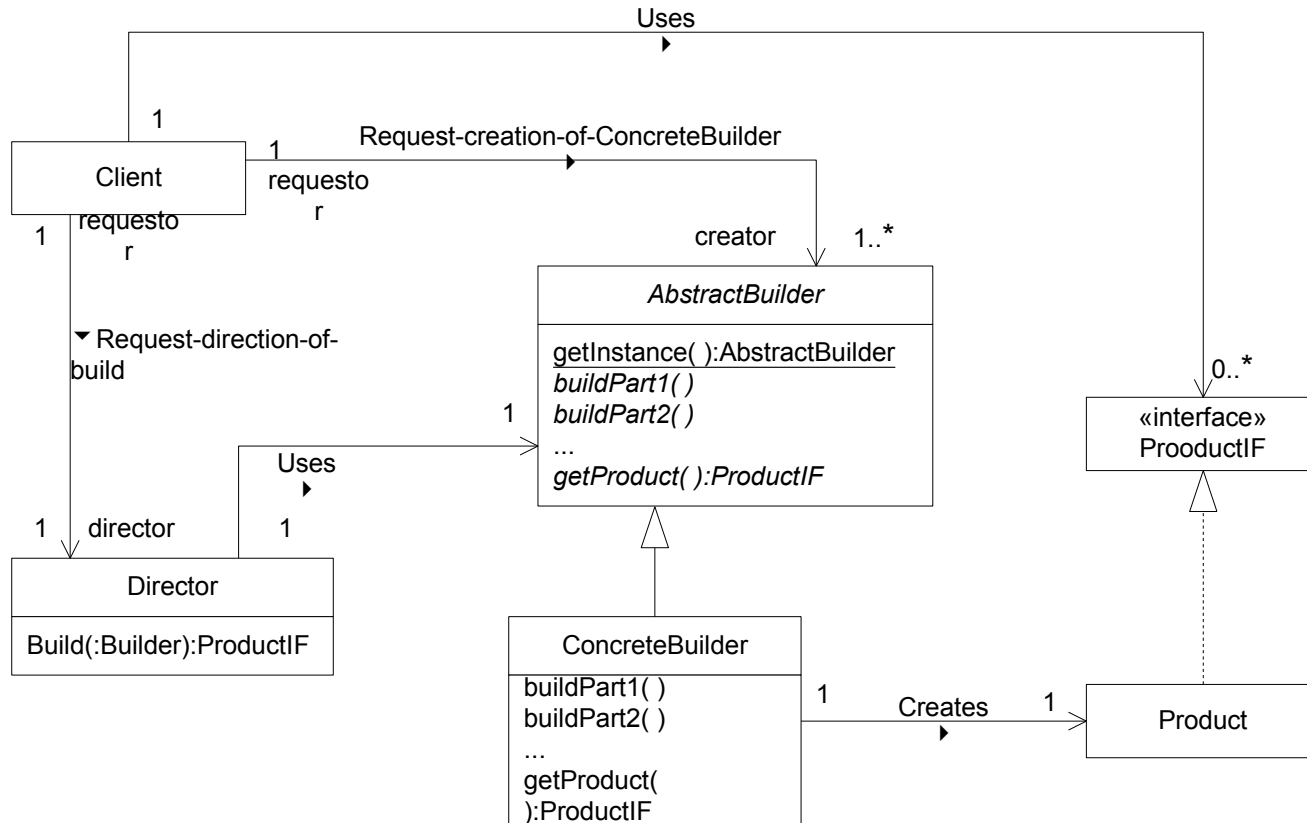 Uses
1
Request-creation-of-ConcreteBuilder
1
requesto
r
Client
1
requesto
r
creator
1..*
AbstractBuilder
getInstance( ):AbstractBuilder
buildPart1( )
buildPart2( )
...
getProduct( ):ProductIF
Request-direction-of-
build
0..*
«interface»
ProoductIF
1
Uses
1
1
director
Director
Build(:Builder):ProductIF
ConcreteBuilder
buildPart1( )
buildPart2( )
...
getProduct(
):ProductIF
1
Creates
1
Product